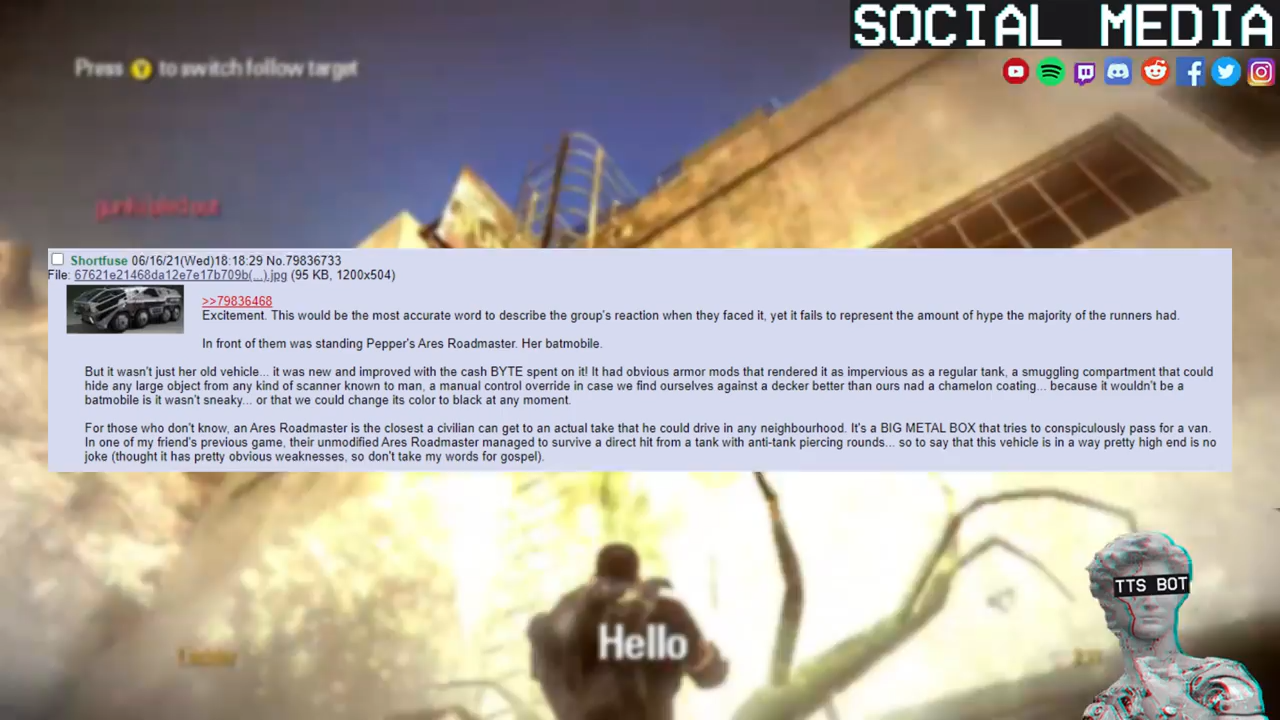 SOCIAL MEDIA
Press Y to switch follow target
Shortfuse 06/16/21(Wed)18:18:29 No.79836733
File: 67621e21468da12e7e17b709b(...).jpg (95 KB, 1200x504)
>>79836468
Excitement. This would be the most accurate word to describe the group's reaction when they faced it, yet it fails to represent the amount of hype the majority of the runners had.
In front of them was standing Pepper's Ares Roadmaster. Her batmobile.
But it wasn't just her old vehicle... it was new and improved with the cash BYTE spent on it! It had obvious armor mods that rendered it as impervious as a regular tank, a smuggling compartment that could
hide any large object from any kind of scanner known to man, a manual control override in case we find ourselves against a decker better than ours nad a chamelon coating... because it wouldn't be a
batmobile is it wasn't sneaky... or that we could change its color to black at any moment.
For those who don't know, an Ares Roadmaster is the closest a civilian can get to an actual take that he could drive in any neighbourhood. It's a BIG METAL BOX that tries to conspiculously pass for a van.
In one of my friend's previous game, their unmodified Ares Roadmaster managed to survive a direct hit from a tank with anti-tank piercing rounds... so to say that this vehicle is in a way pretty high end is no
joke (thought it has pretty obvious weaknesses, so don't take my words for gospel).
TTS BOT
Hello